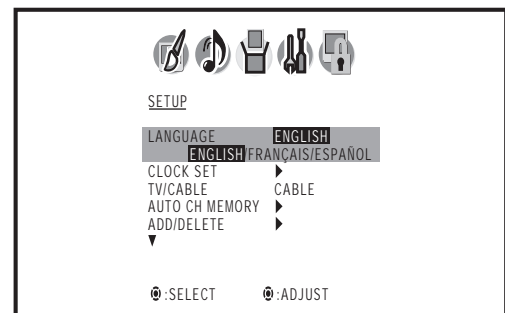 SETUP
LANGUAGE ENGLISH
ENGLISH/FRANÇAIS/ESPAÑOL
CLOCK SET
TV/CABLE CABLE
AUTO CH MEMORY
ADD/DELETE
:SELECT :ADJUST